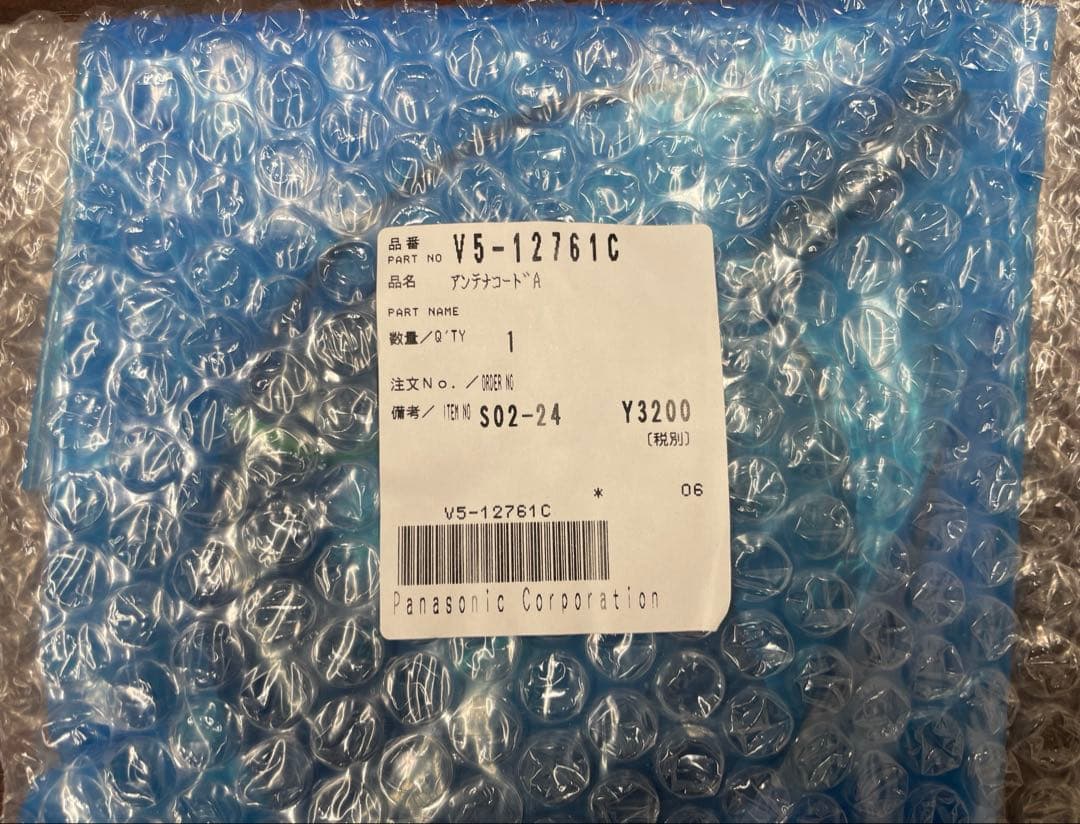 品番
PART NO V5-12761C
品名 ｱﾝﾃﾅｺｰﾄﾞA
PART NAME
数量/Q'TY 1
注文No./ORDER NO
備考/ITEM NO S02-24 Y3200
〔税別〕
* 06
V5-12761C
Panasonic Corporation